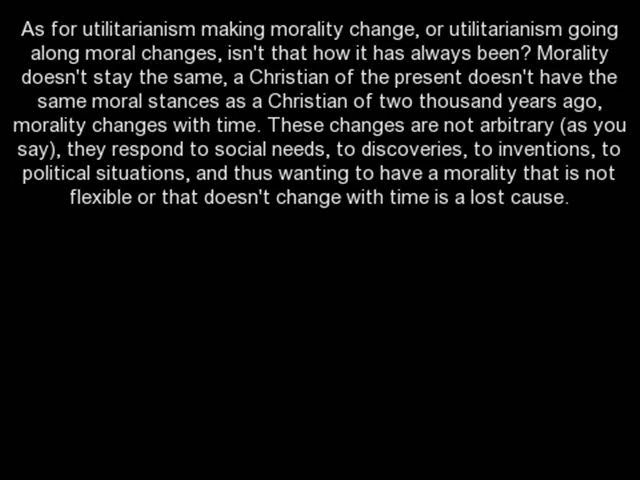 As for utilitarianism making morality change, or utilitarianism going
along moral changes, isn't that how it has always been? Morality
doesn't stay the same, a Christian of the present doesn't have the
same moral stances as a Christian of two thousand years ago,
morality changes with time. These changes are not arbitrary (as you
say), they respond to social needs, to discoveries, to inventions, to
political situations, and thus wanting to have a morality that is not
flexible or that doesn't change with time is a lost cause.